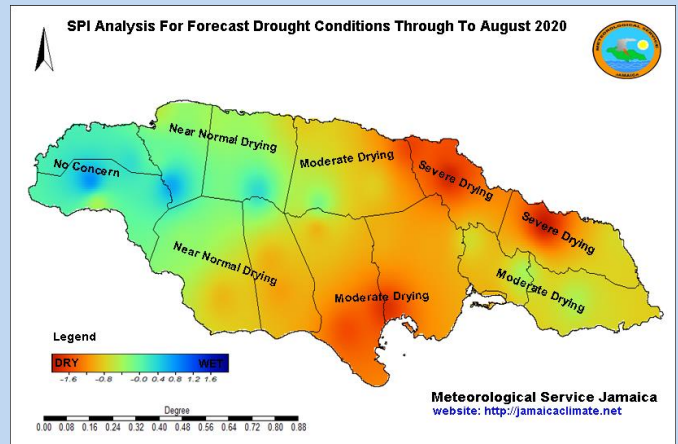 SPI Analysis For Forecast Drought Conditions Through To August 2020
METEOROLOGICAL SERVICE
JAMAICA
Near Normal Drying
No Concern
Moderate Drying
Severe Drying
Severe Drying
Near Normal Drying
Moderate Drying
Moderate Drying
Legend
DRY WET
-1.6 -0.8 -0.0 0.4 0.8 1.2 1.6
Degree
0.00 0.08 0.16 0.24 0.32 0.40 0.48 0.56 0.64 0.72 0.80 0.88
Meteorological Service Jamaica
website: http://jamaicaclimate.net